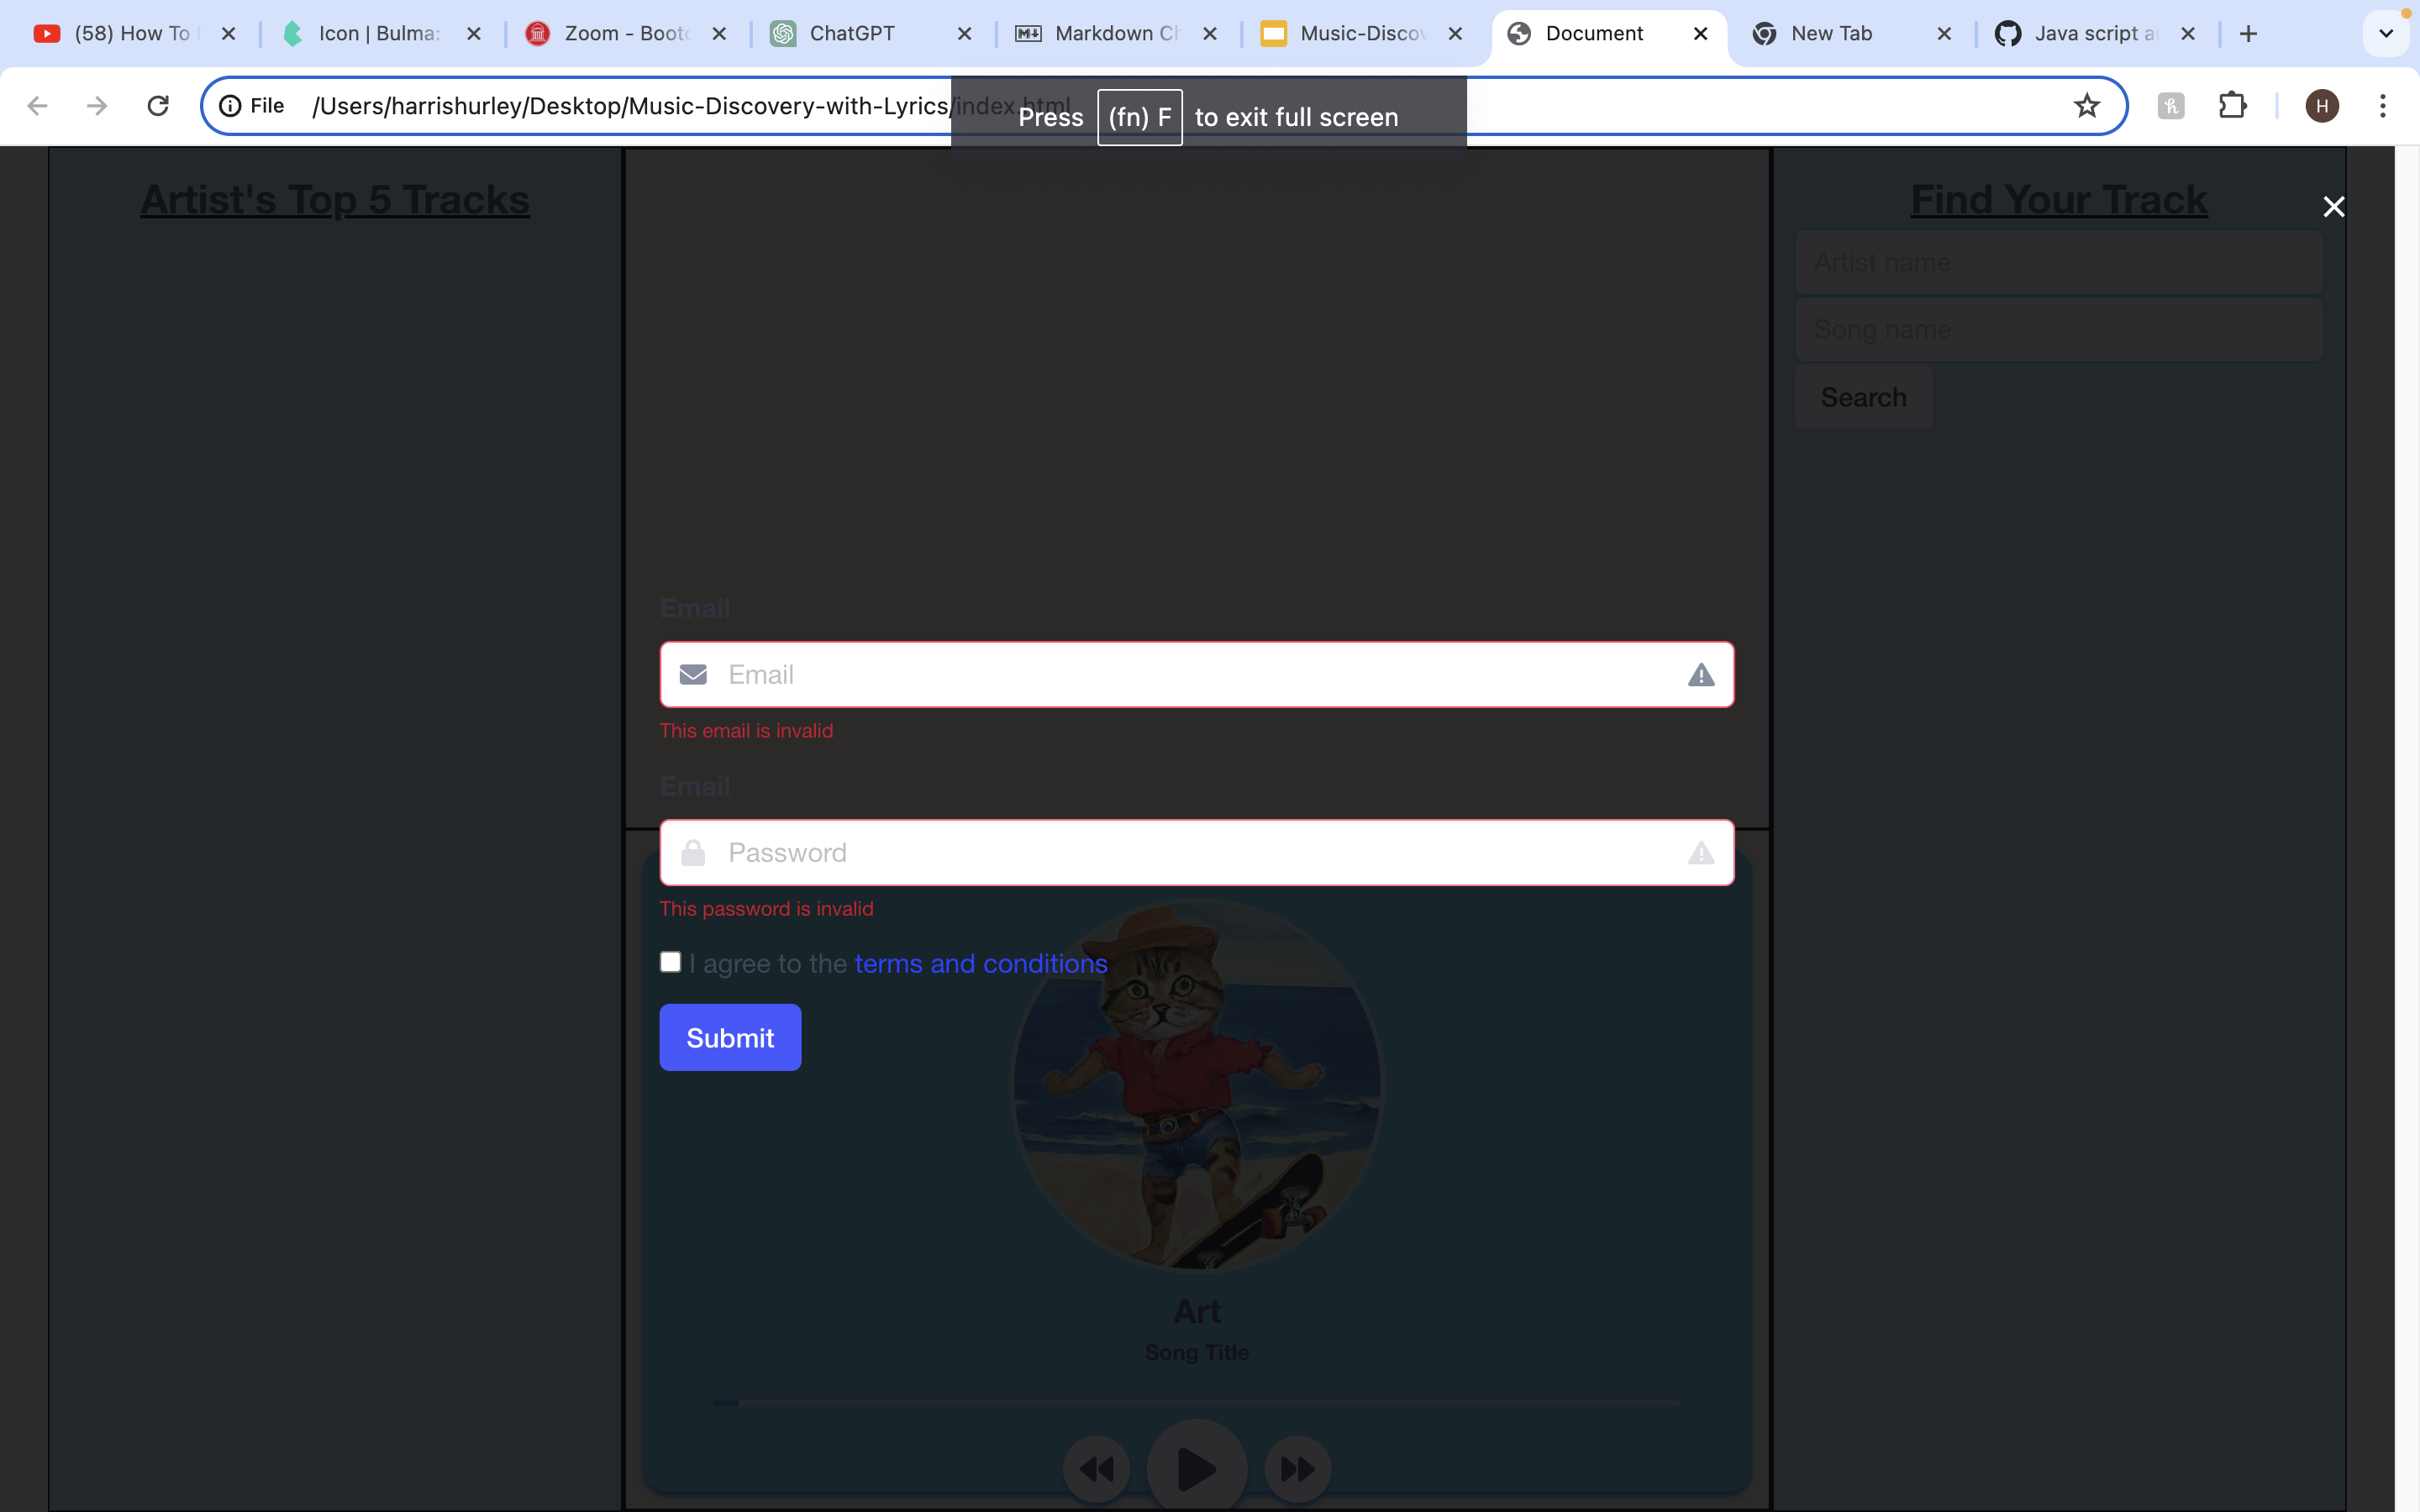 (58) How To
Icon | Bulma:
Zoom - Bootc
ChatGPT
Markdown Ch
Music-Discov
Document
New Tab
Java script a
File
/Users/harrishurley/Desktop/Music-Discovery-with-Lyrics/index.html
Press (fn) F to exit full screen
H
Artist's Top 5 Tracks
Find Your Track
Artist name
Song name
Search
Email
Email
This email is invalid
Email
Password
This password is invalid
I agree to the terms and conditions
Submit
Art
Song Title